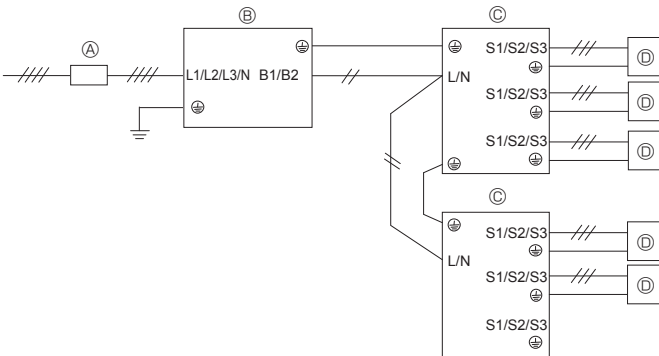 Ⓐ
Ⓑ
L1/L2/L3/N B1/B2
Ⓒ
S1/S2/S3
L/N
S1/S2/S3
S1/S2/S3
Ⓓ
Ⓓ
Ⓓ
Ⓒ
S1/S2/S3
L/N
S1/S2/S3
S1/S2/S3
Ⓓ
Ⓓ